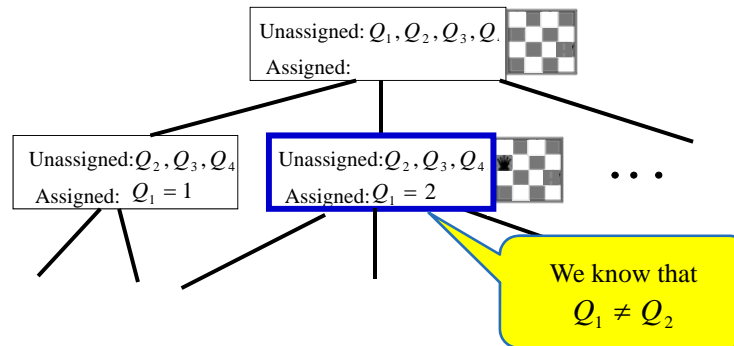 Unassigned: Q₁, Q₂, Q₃, Q
Assigned:
Unassigned: Q₂, Q₃, Q₄
Assigned: Q₁ = 1
Unassigned: Q₂, Q₃, Q₄
Assigned: Q₁ = 2
• • •
We know that
Q₁ ≠ Q₂